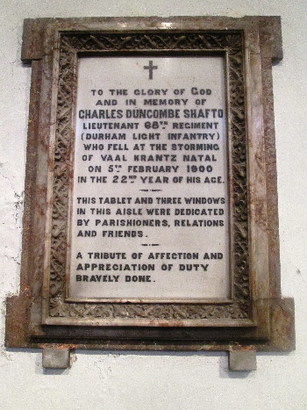 TO THE GLORY OF GOD
AND IN MEMORY OF
CHARLES DUNCOMBE SHAFTO
LIEUTENANT 68TH REGIMENT
(DURHAM LIGHT INFANTRY)
WHO FELL AT THE STORMING
OF VAAL KRANTZ NATAL
ON 5TH FEBRUARY 1900
IN THE 22ND YEAR OF HIS AGE.
THIS TABLET AND THREE WINDOWS
IN THIS AISLE WERE DEDICATED
BY PARISHIONERS, RELATIONS
AND FRIENDS.
A TRIBUTE OF AFFECTION AND
APPRECIATION OF DUTY
BRAVELY DONE.